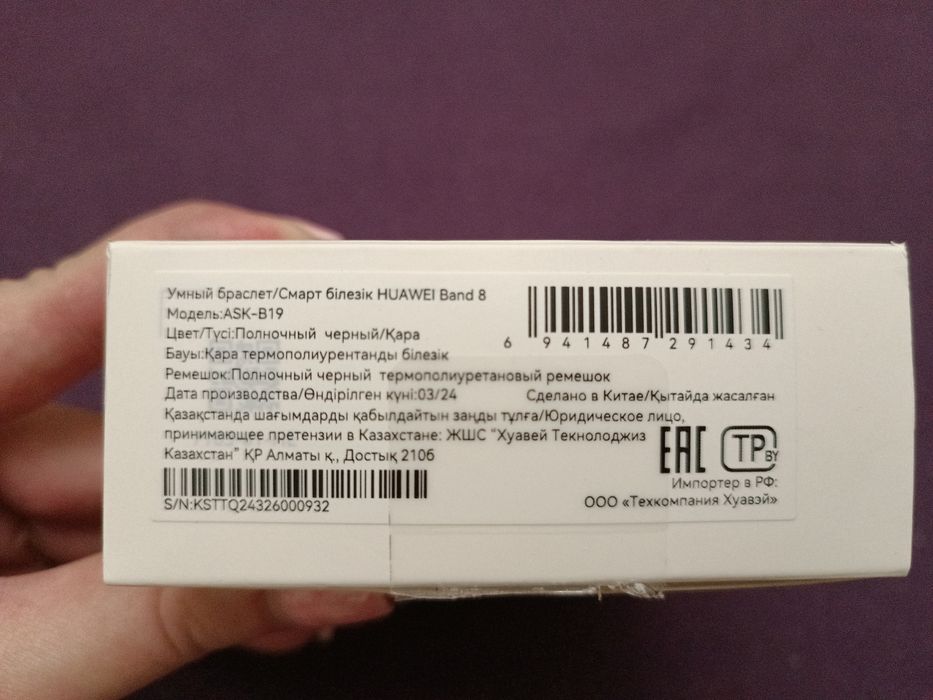 Умный браслет/Смарт білезік HUAWEI Band 8
Модель:ASK-B19
Цвет/Түсі:Полночный черный/Қара
Бауы:Қара термополиурентанды білезік
Ремешок:Полночный черный термополиуретановый ремешок
Дата производства/Өндірілген күні:03/24
Сделано в Китае/Қытайда жасалған
Қазақстанда шағымдарды қабылдайтын заңды тұлға/Юридическое лицо,
принимающее претензии в Казахстане: ЖШС "Хуавей Текнолоджиз
Казахстан" ҚР Алматы қ., Достық 210б
6 941487 291434
EAC TP BY
Импортер в РФ:
ООО «Техкомпания Хуавэй»
S/N:KSTTQ24326000932